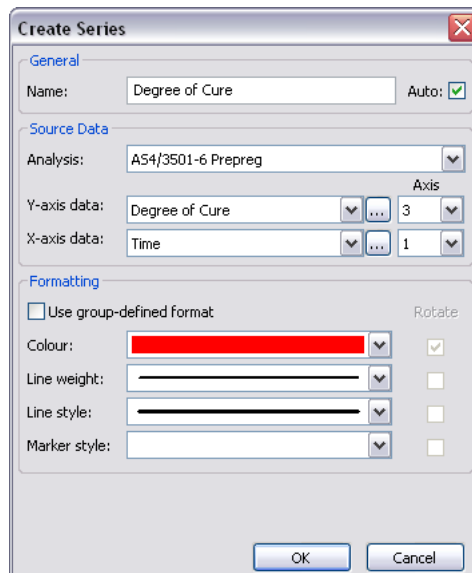 Create Series
General
Name: Degree of Cure Auto:
Source Data
Analysis: AS4/3501-6 Prepreg
Axis
Y-axis data: Degree of Cure ... 3
X-axis data: Time ... 1
Formatting
Use group-defined format Rotate
Colour:
Line weight:
Line style:
Marker style:
OK Cancel